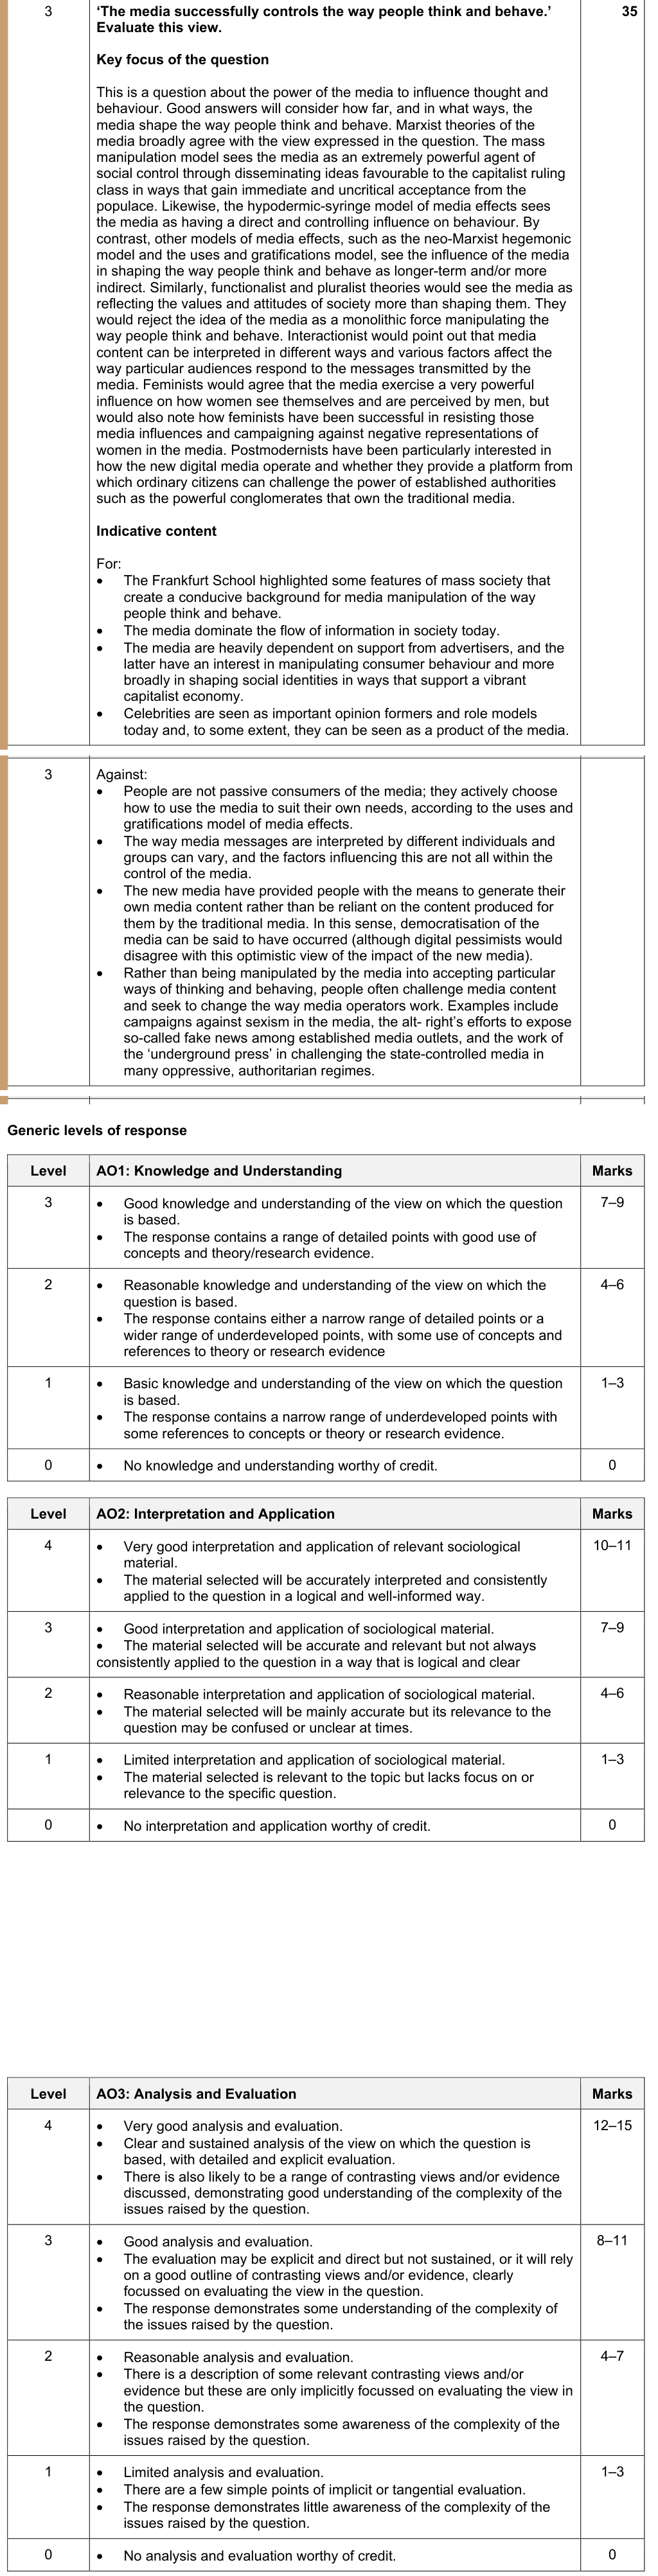 3
‘The media successfully controls the way people think and behave.’
Evaluate this view.
35
Key focus of the question
This is a question about the power of the media to influence thought and
behaviour. Good answers will consider how far, and in what ways, the
media shape the way people think and behave. Marxist theories of the
media broadly agree with the view expressed in the question. The mass
manipulation model sees the media as an extremely powerful agent of
social control through disseminating ideas favourable to the capitalist ruling
class in ways that gain immediate and uncritical acceptance from the
populace. Likewise, the hypodermic-syringe model of media effects sees
the media as having a direct and controlling influence on behaviour. By
contrast, other models of media effects, such as the neo-Marxist hegemonic
model and the uses and gratifications model, see the influence of the media
in shaping the way people think and behave as longer-term and/or more
indirect. Similarly, functionalist and pluralist theories would see the media as
reflecting the values and attitudes of society more than shaping them. They
would reject the idea of the media as a monolithic force manipulating the
way people think and behave. Interactionist would point out that media
content can be interpreted in different ways and various factors affect the
way particular audiences respond to the messages transmitted by the
media. Feminists would agree that the media exercise a very powerful
influence on how women see themselves and are perceived by men, but
would also note how feminists have been successful in resisting those
media influences and campaigning against negative representations of
women in the media. Postmodernists have been particularly interested in
how the new digital media operate and whether they provide a platform from
which ordinary citizens can challenge the power of established authorities
such as the powerful conglomerates that own the traditional media.
Indicative content
For:
• The Frankfurt School highlighted some features of mass society that
create a conducive background for media manipulation of the way
people think and behave.
• The media dominate the flow of information in society today.
• The media are heavily dependent on support from advertisers, and the
latter have an interest in manipulating consumer behaviour and more
broadly in shaping social identities in ways that support a vibrant
capitalist economy.
• Celebrities are seen as important opinion formers and role models
today and, to some extent, they can be seen as a product of the media.
3
Against:
• People are not passive consumers of the media; they actively choose
how to use the media to suit their own needs, according to the uses and
gratifications model of media effects.
• The way media messages are interpreted by different individuals and
groups can vary, and the factors influencing this are not all within the
control of the media.
• The new media have provided people with the means to generate their
own media content rather than be reliant on the content produced for
them by the traditional media. In this sense, democratisation of the
media can be said to have occurred (although digital pessimists would
disagree with this optimistic view of the impact of the new media).
• Rather than being manipulated by the media into accepting particular
ways of thinking and behaving, people often challenge media content
and seek to change the way media operators work. Examples include
campaigns against sexism in the media, the alt- right’s efforts to expose
so-called fake news among established media outlets, and the work of
the ‘underground press’ in challenging the state-controlled media in
many oppressive, authoritarian regimes.
Generic levels of response
Level AO1: Knowledge and Understanding Marks
3 • Good knowledge and understanding of the view on which the question 7–9
is based.
• The response contains a range of detailed points with good use of
concepts and theory/research evidence.
2 • Reasonable knowledge and understanding of the view on which the 4–6
question is based.
• The response contains either a narrow range of detailed points or a
wider range of underdeveloped points, with some use of concepts and
references to theory or research evidence
1 • Basic knowledge and understanding of the view on which the question 1–3
is based.
• The response contains a narrow range of underdeveloped points with
some references to concepts or theory or research evidence.
0 • No knowledge and understanding worthy of credit. 0
Level AO2: Interpretation and Application Marks
4 • Very good interpretation and application of relevant sociological 10–11
material.
• The material selected will be accurately interpreted and consistently
applied to the question in a logical and well-informed way.
3 • Good interpretation and application of sociological material. 7–9
• The material selected will be accurate and relevant but not always
consistently applied to the question in a way that is logical and clear
2 • Reasonable interpretation and application of sociological material. 4–6
• The material selected will be mainly accurate but its relevance to the
question may be confused or unclear at times.
1 • Limited interpretation and application of sociological material. 1–3
• The material selected is relevant to the topic but lacks focus on or
relevance to the specific question.
0 • No interpretation and application worthy of credit. 0
Level AO3: Analysis and Evaluation Marks
4 • Very good analysis and evaluation. 12–15
• Clear and sustained analysis of the view on which the question is
based, with detailed and explicit evaluation.
• There is also likely to be a range of contrasting views and/or evidence
discussed, demonstrating good understanding of the complexity of the
issues raised by the question.
3 • Good analysis and evaluation. 8–11
• The evaluation may be explicit and direct but not sustained, or it will rely
on a good outline of contrasting views and/or evidence, clearly
focussed on evaluating the view in the question.
• The response demonstrates some understanding of the complexity of
the issues raised by the question.
2 • Reasonable analysis and evaluation. 4–7
• There is a description of some relevant contrasting views and/or
evidence but these are only implicitly focussed on evaluating the view in
the question.
• The response demonstrates some awareness of the complexity of the
issues raised by the question.
1 • Limited analysis and evaluation. 1–3
• There are a few simple points of implicit or tangential evaluation.
• The response demonstrates little awareness of the complexity of the
issues raised by the question.
0 • No analysis and evaluation worthy of credit. 0